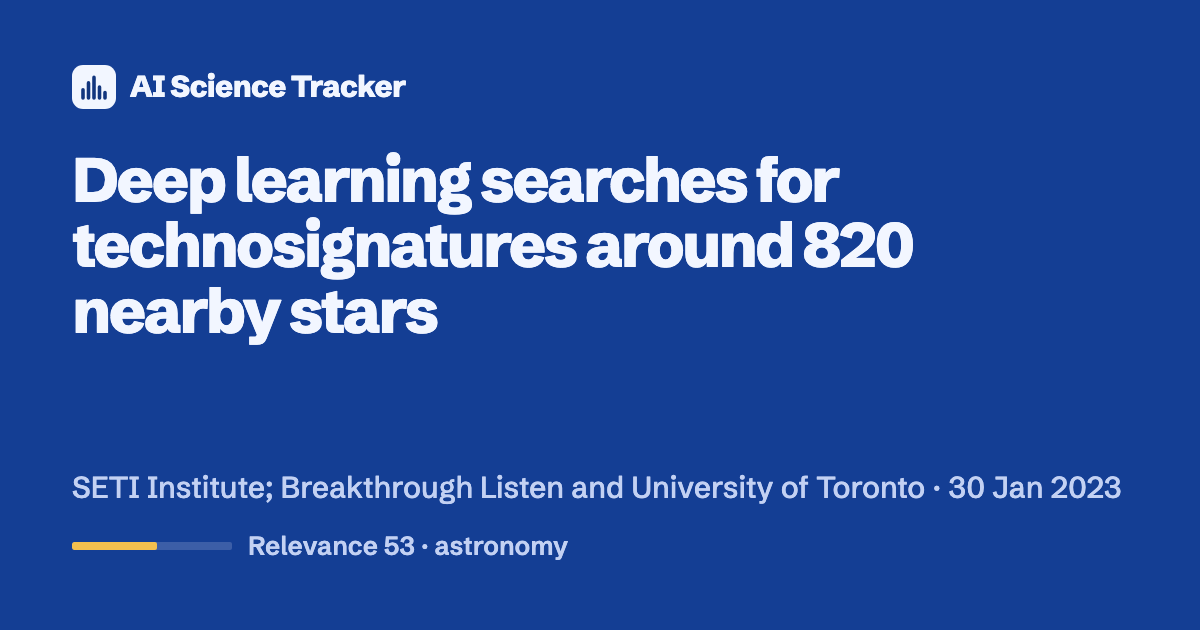 AI Science Tracker
Deep learning searches for
technosignatures around 820
nearby stars
SETI Institute; Breakthrough Listen and University of Toronto · 30 Jan 2023
Relevance 53 · astronomy